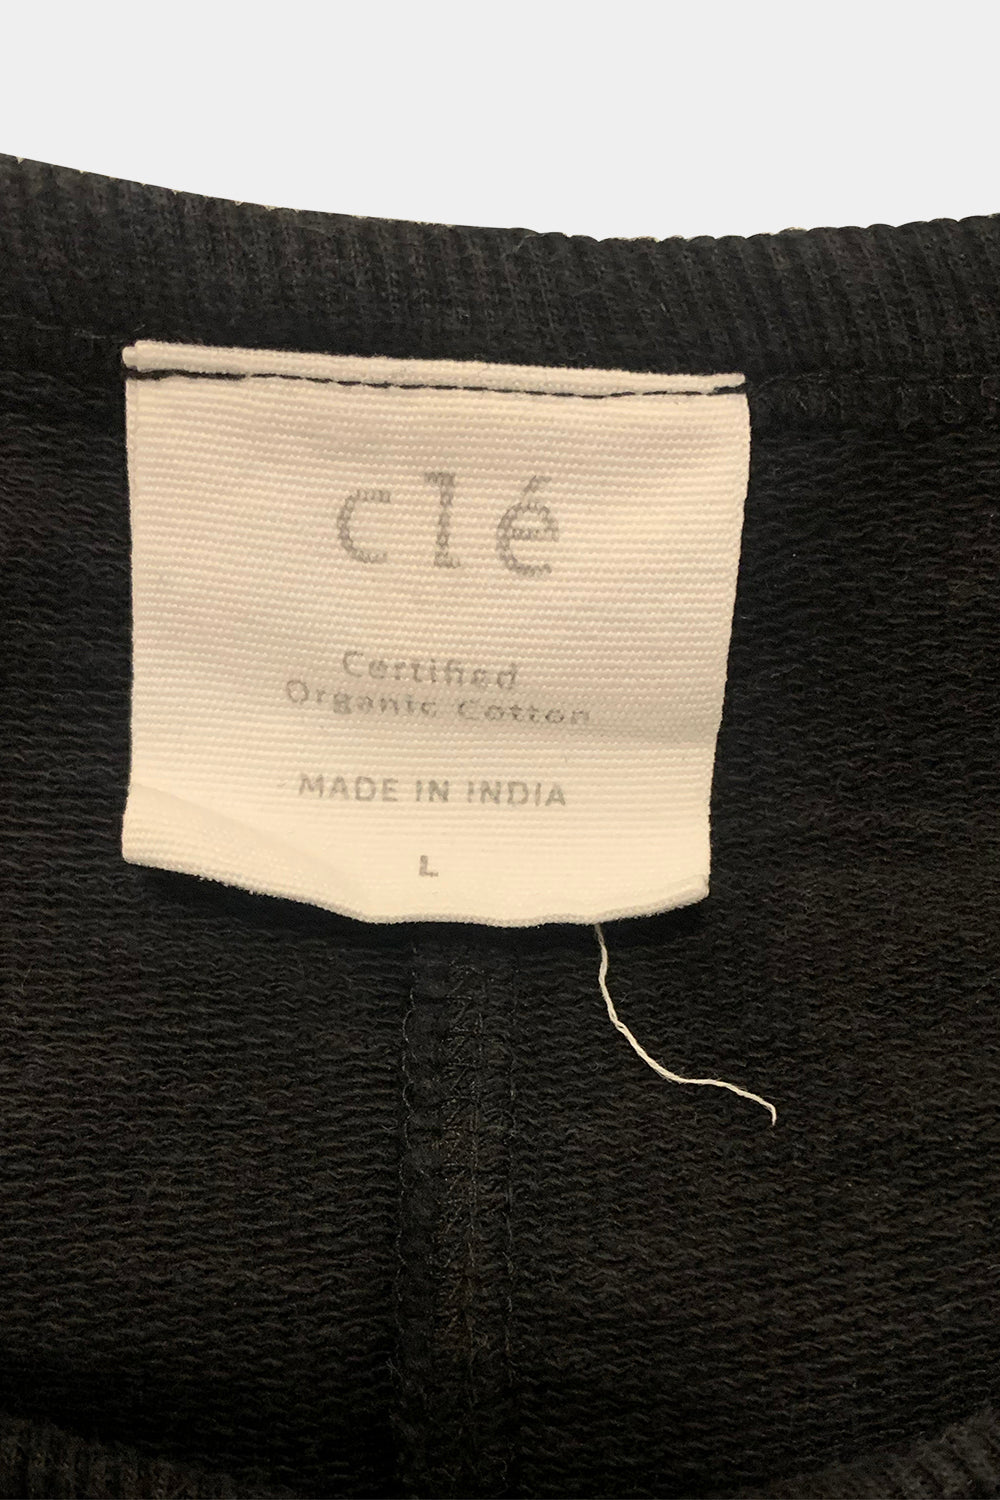 clé
Certified
Organic Cotton
MADE IN INDIA
L